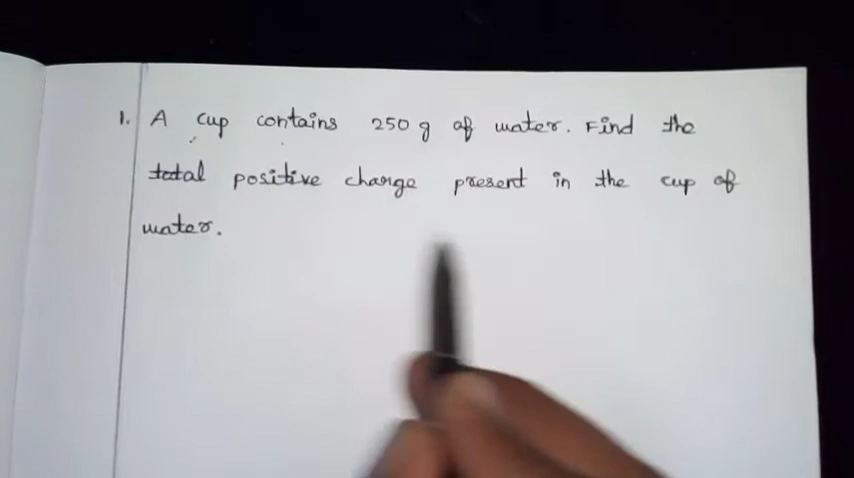 1. A cup contains 250 g of water. Find the
total positive charge present in the cup of
water.